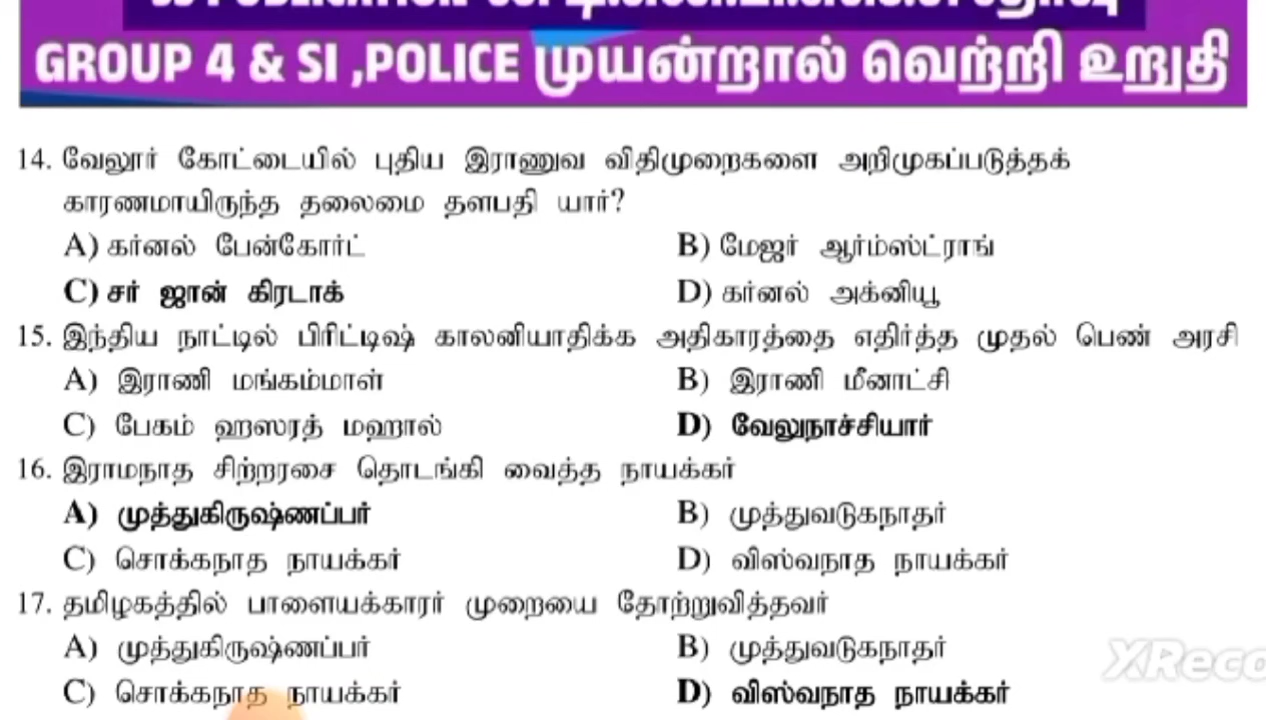 GROUP 4 & SI ,POLICE முயன்றால் வெற்றி உறுதி
14. வேலூர் கோட்டையில் புதிய இராணுவ விதிமுறைகளை அறிமுகப்படுத்தக்
காரணமாயிருந்த தலைமை தளபதி யார்?
A) கர்னல் பேன்கோர்ட் B) மேஜர் ஆர்ம்ஸ்ட்ராங்
C) சர் ஜான் கிரடாக் D) கர்னல் அக்னியூ
15. இந்திய நாட்டில் பிரிட்டிஷ் காலனியாதிக்க அதிகாரத்தை எதிர்த்த முதல் பெண் அரசி
A) இராணி மங்கம்மாள் B) இராணி மீனாட்சி
C) பேகம் ஹஸரத் மஹால் D) வேலுநாச்சியார்
16. இராமநாத சிற்றரசை தொடங்கி வைத்த நாயக்கர்
A) முத்துகிருஷ்ணப்பர் B) முத்துவடுகநாதர்
C) சொக்கநாத நாயக்கர் D) விஸ்வநாத நாயக்கர்
17. தமிழகத்தில் பாளையக்காரர் முறையை தோற்றுவித்தவர்
A) முத்துகிருஷ்ணப்பர் B) முத்துவடுகநாதர்
C) சொக்கநாத நாயக்கர் D) விஸ்வநாத நாயக்கர்